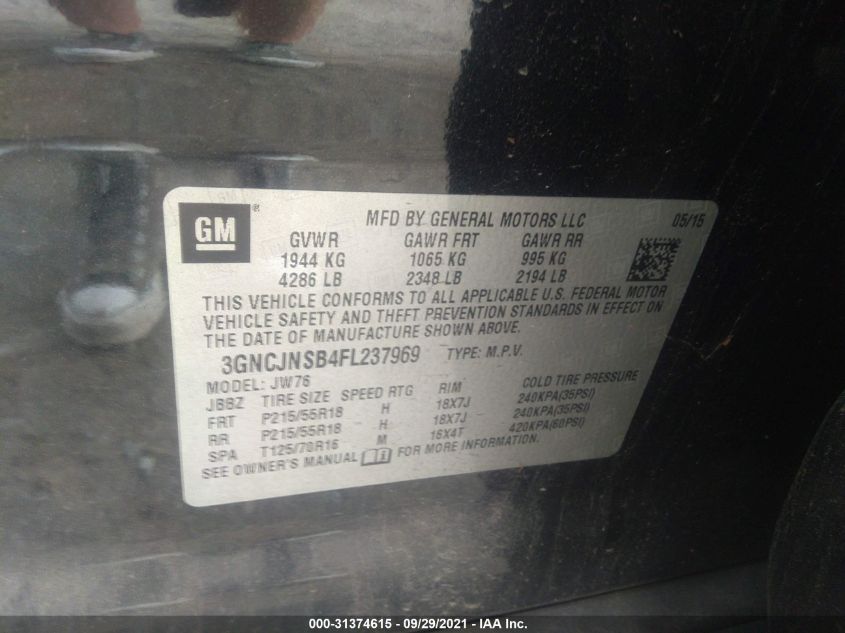 GM ® MFD BY GENERAL MOTORS LLC 05/15
GVWR GAWR FRT GAWR RR
1944 KG 1065 KG 995 KG
4286 LB 2348 LB 2194 LB
THIS VEHICLE CONFORMS TO ALL APPLICABLE U.S. FEDERAL MOTOR
VEHICLE SAFETY AND THEFT PREVENTION STANDARDS IN EFFECT ON
THE DATE OF MANUFACTURE SHOWN ABOVE.
3GNCJNSB4FL237969 TYPE: M.P.V.
MODEL: JW76
JBBZ TIRE SIZE SPEED RTG RIM COLD TIRE PRESSURE
FRT P215/55R18 H 18X7J 240KPA(35PSI)
RR P215/55R18 H 18X7J 240KPA(35PSI)
SPA T125/70R16 M 16X4T 420KPA(60PSI)
SEE OWNER'S MANUAL FOR MORE INFORMATION.
000-31374615 - 09/29/2021 - IAA Inc.